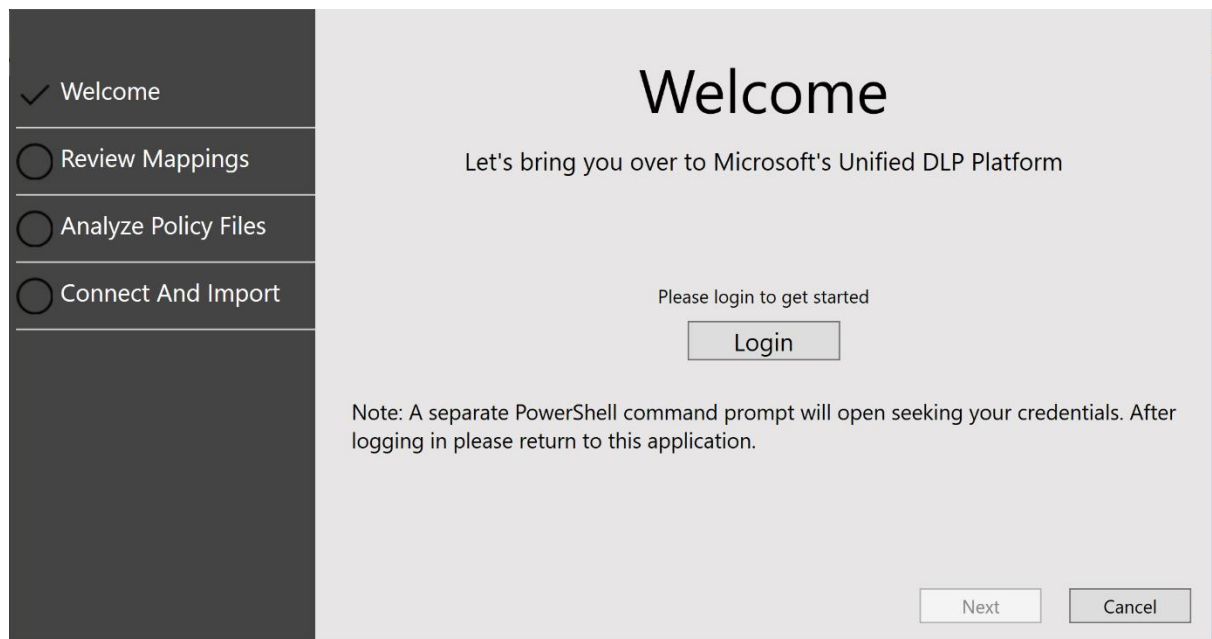 Welcome
Review Mappings
Analyze Policy Files
Connect And Import
Welcome
Let's bring you over to Microsoft's Unified DLP Platform
Please login to get started
Login
Note: A separate PowerShell command prompt will open seeking your credentials. After
logging in please return to this application.
Next
Cancel